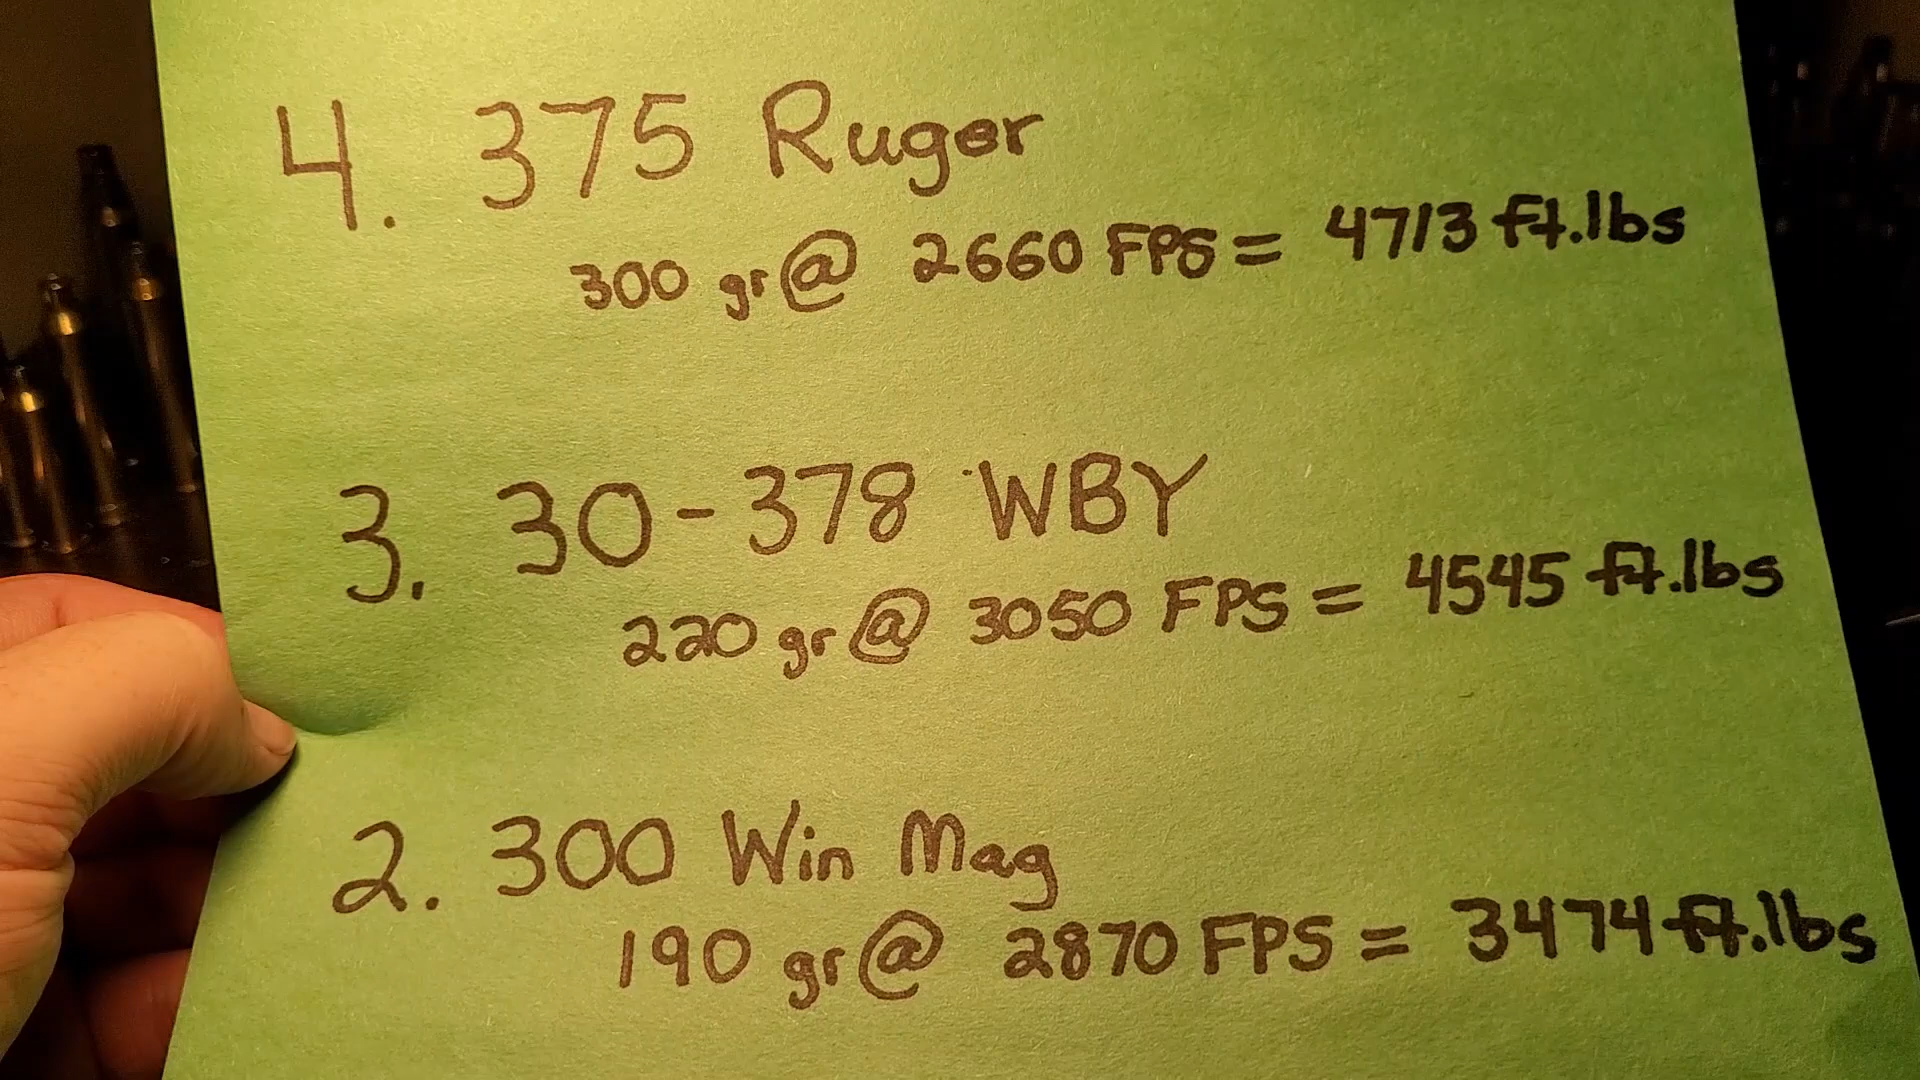 4. 375 Ruger
300 gr @ 2660 FPS = 4713 ft.lbs
3. 30-378 WBY
220 gr @ 3050 FPS = 4545 ft.lbs
2. 300 Win Mag
190 gr @ 2870 FPS = 3474 ft.lbs